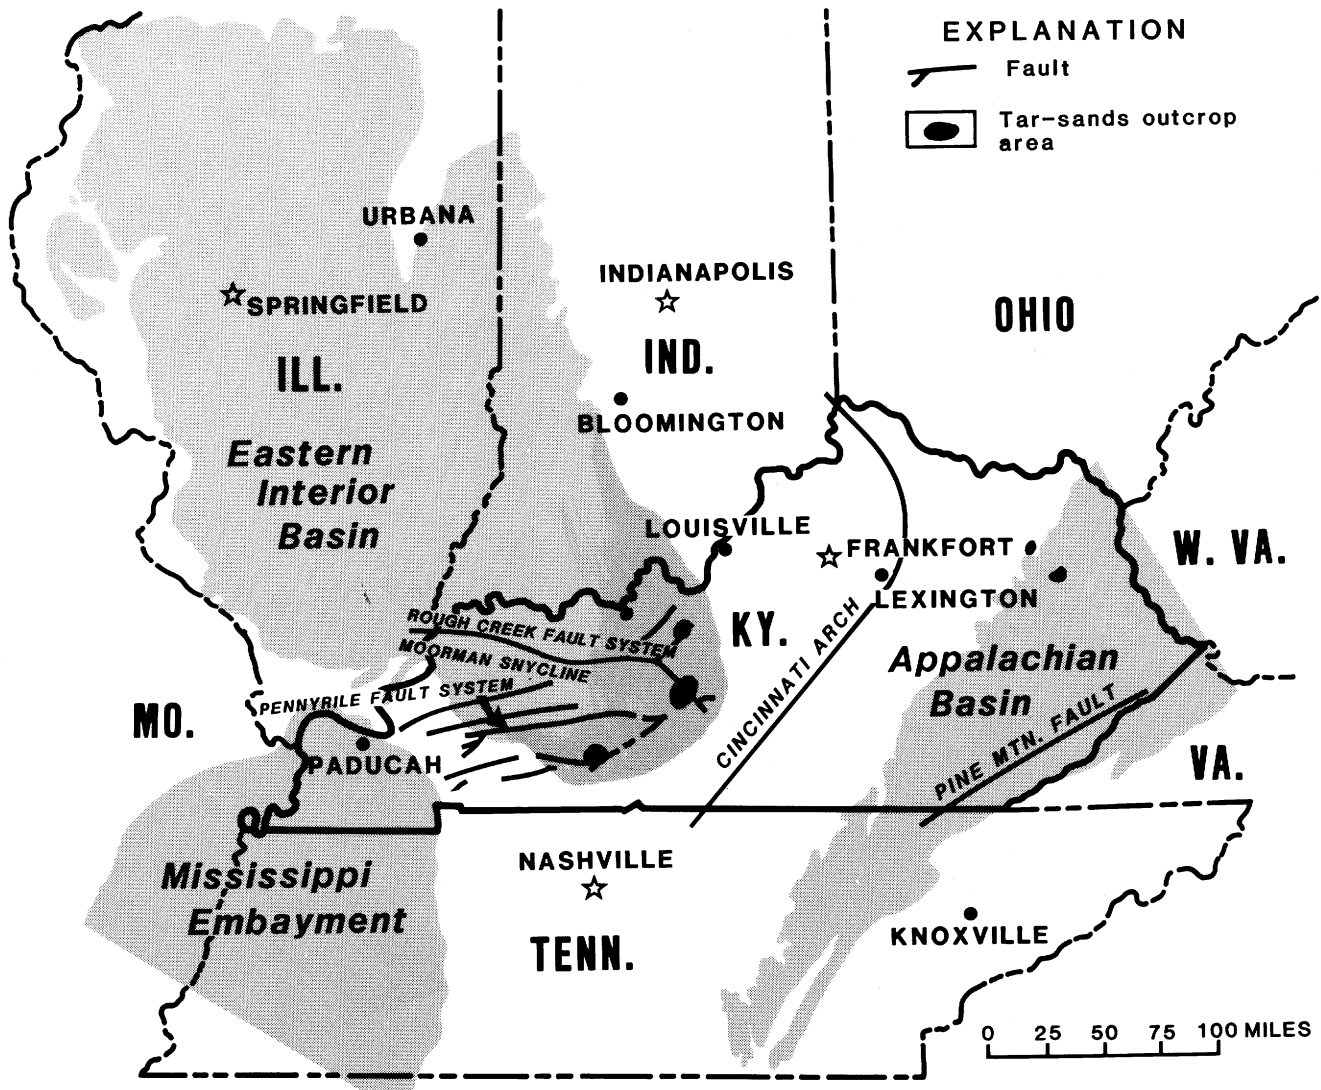 EXPLANATION
Fault
Tar-sands outcrop
area
URBANA
INDIANAPOLIS
SPRINGFIELD
OHIO
IND.
ILL.
BLOOMINGTON
Eastern
Interior
Basin
LOUISVILLE
FRANKFORT
W. VA.
LEXINGTON
ROUGH CREEK FAULT SYSTEM
KY.
MOORMAN SNYCLINE
CINCINNATI ARCH
Appalachian
Basin
PENNYRILE FAULT SYSTEM
MO.
PINE MTN. FAULT
PADUCAH
VA.
NASHVILLE
Mississippi
Embayment
KNOXVILLE
TENN.
0 25 50 75 100 MILES